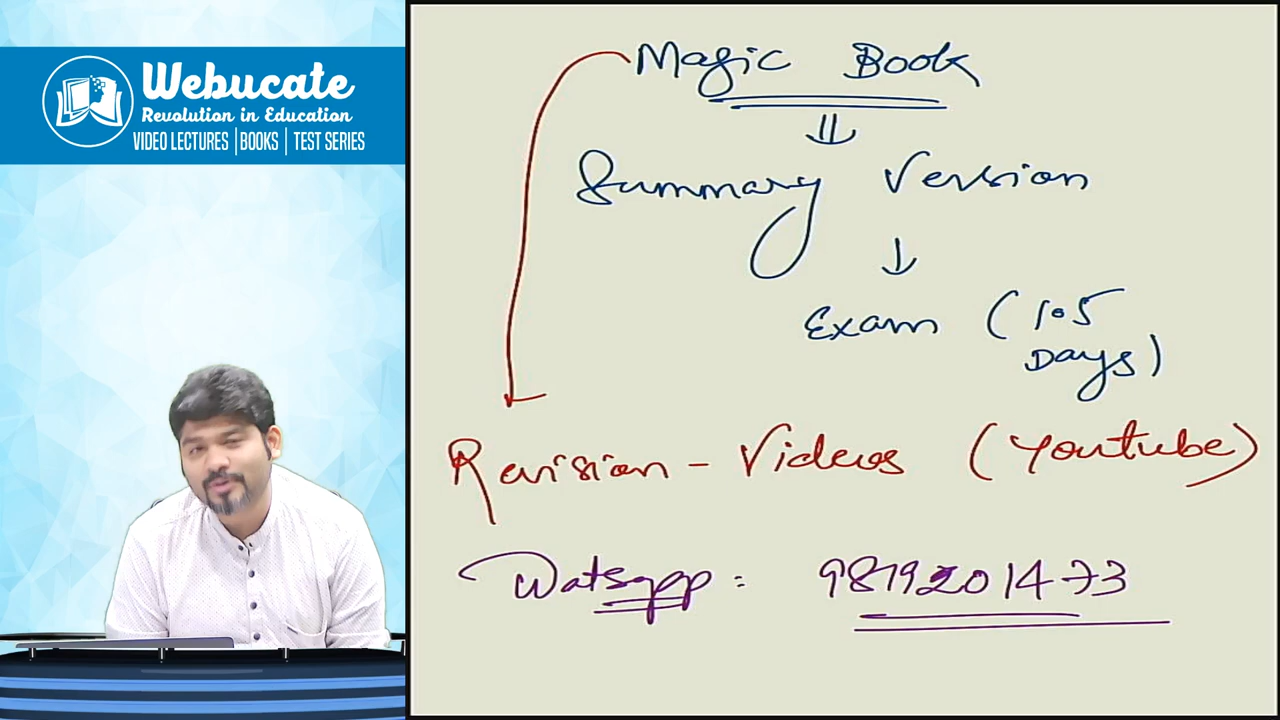 Webucate
Revolution in Education
VIDEO LECTURES | BOOKS | TEST SERIES
Magic Book
Summary Version
Exam (1.5
Days)
Revision - Videos (Youtube)
Watsapp : 9819201473